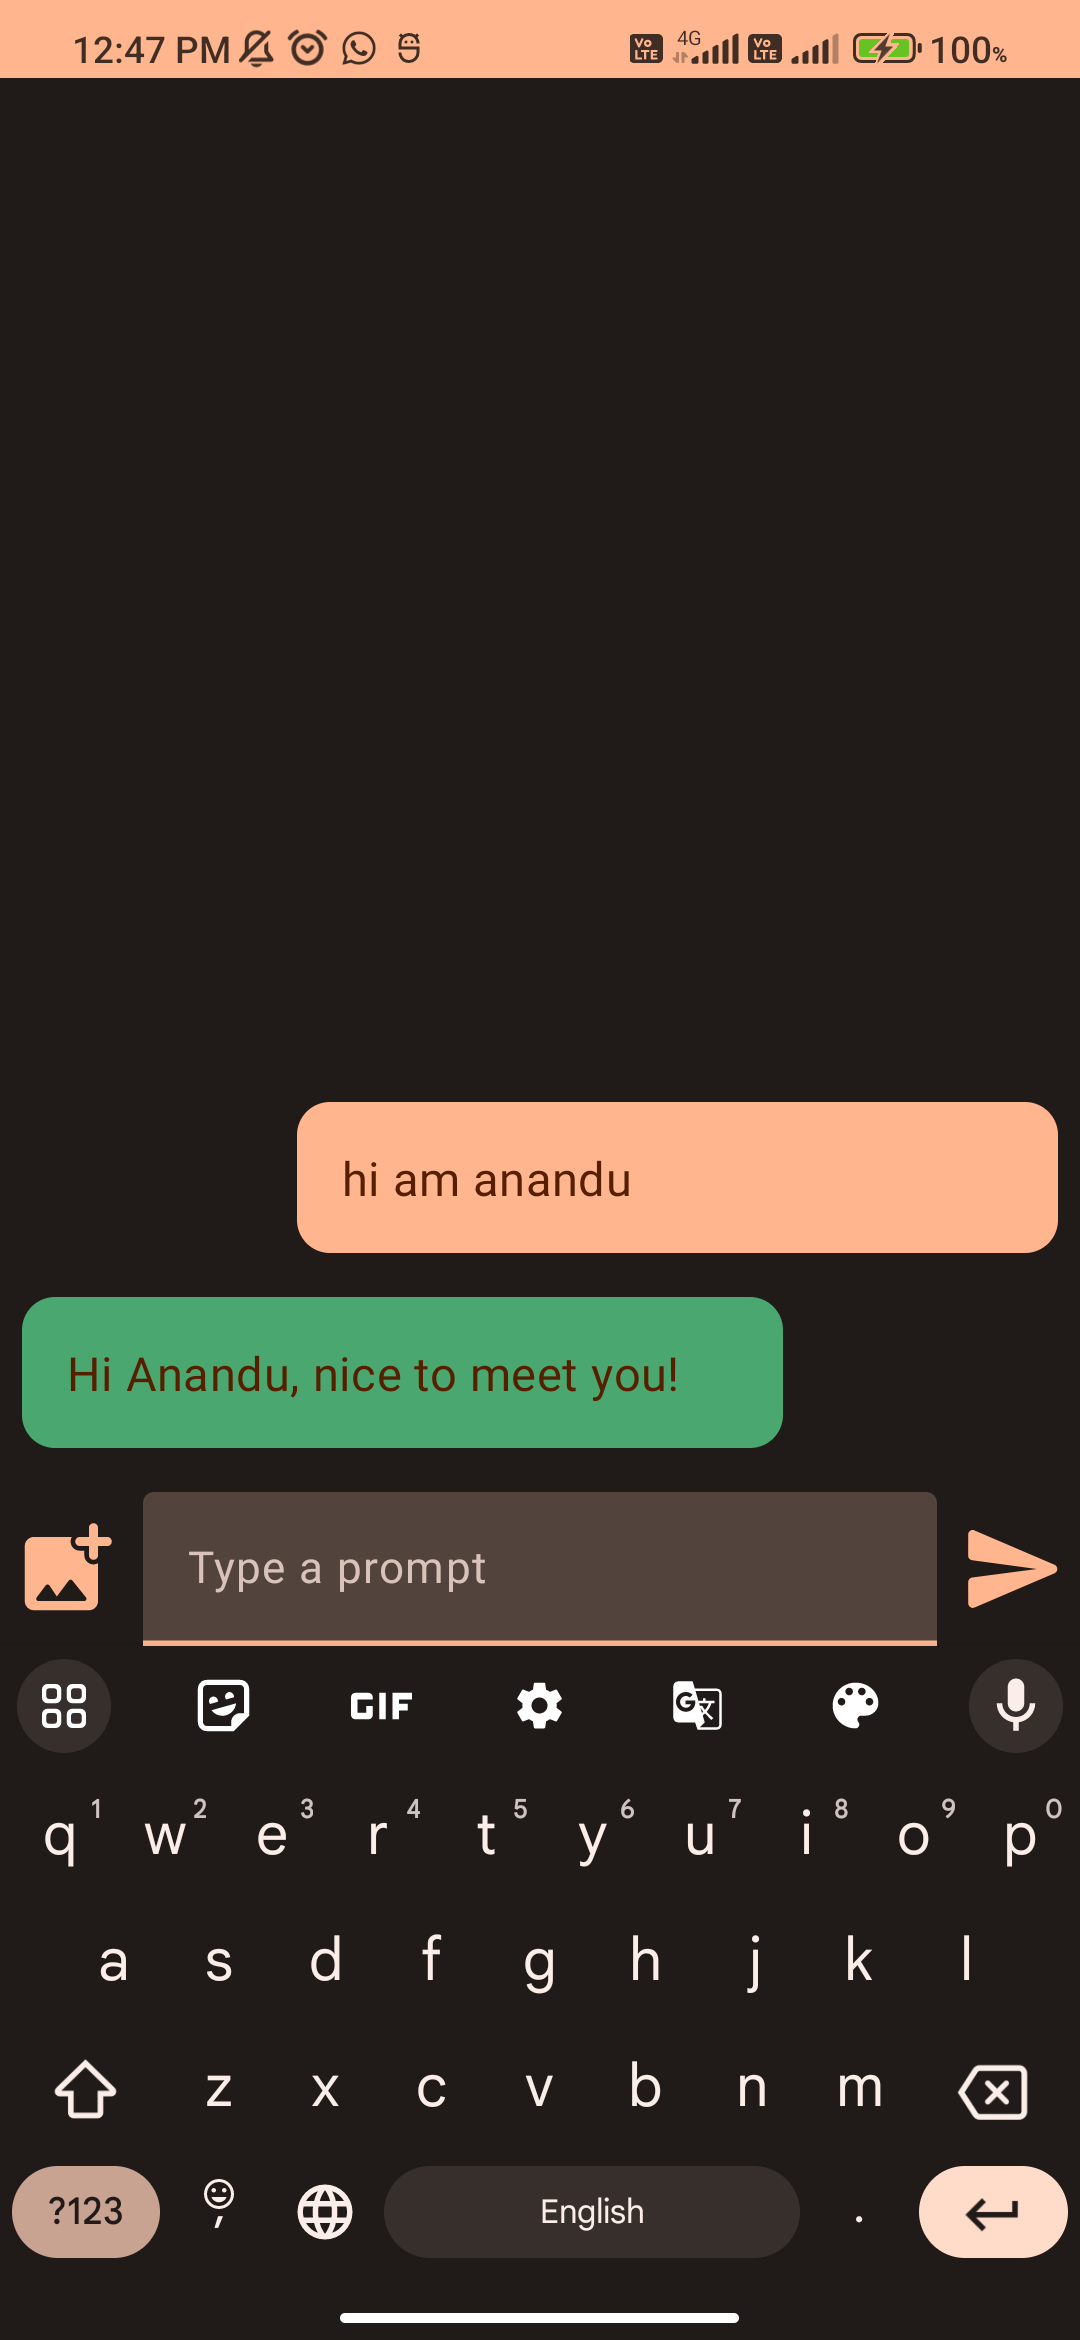 12:47 PM Vo LTE 4G Vo LTE 100%
hi am anandu
Hi Anandu, nice to meet you!
Type a prompt
GIF G 文
q 1 w 2 e 3 r 4 t 5 y 6 u 7 i 8 o 9 p 0
a s d f g h j k l
z x c v b n m
?123 , English .